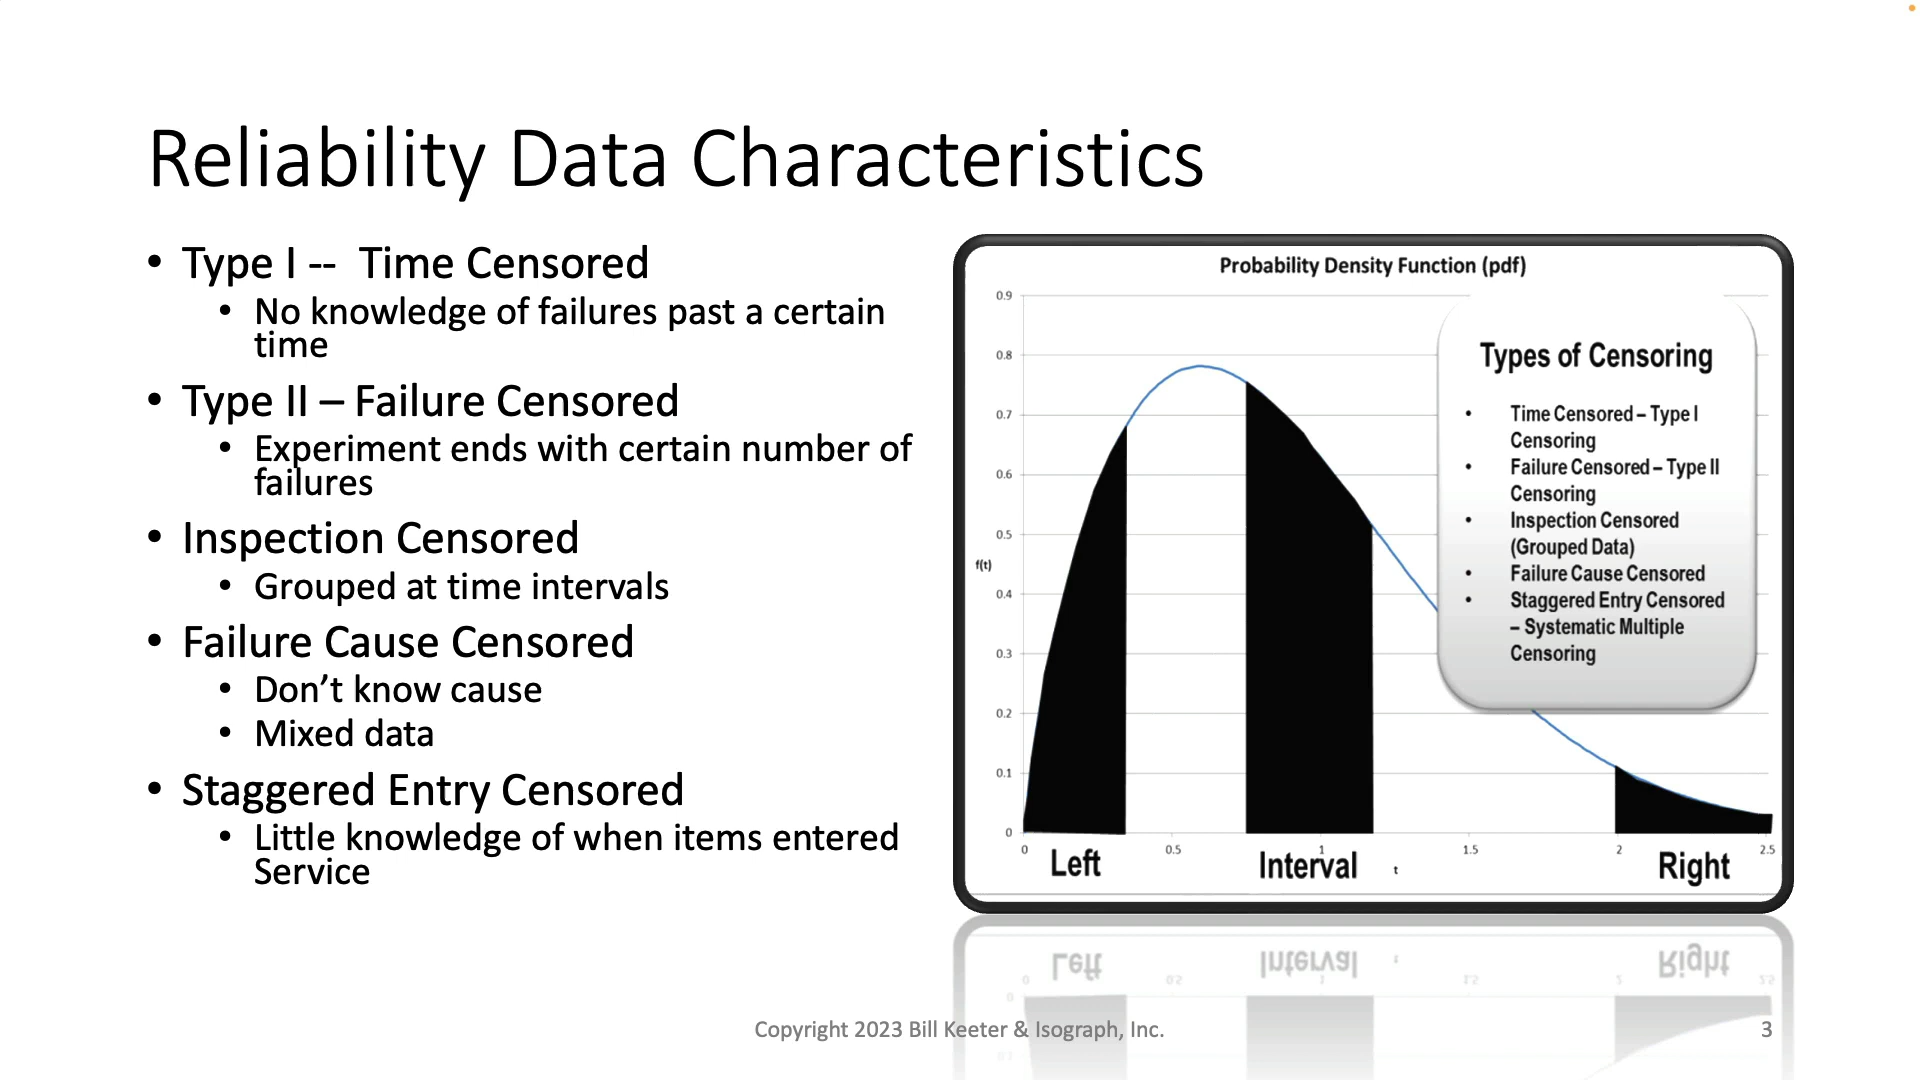 Reliability Data Characteristics
• Type I -- Time Censored
• No knowledge of failures past a certain
time
• Type II – Failure Censored
• Experiment ends with certain number of
failures
• Inspection Censored
• Grouped at time intervals
• Failure Cause Censored
• Don’t know cause
• Mixed data
• Staggered Entry Censored
• Little knowledge of when items entered
Service
Probability Density Function (pdf)
0.9
0.8
0.7
0.6
0.5
f(t)
0.4
0.3
0.2
0.1
0
0 0.5 1 1.5 2 2.5
Left Interval t Right
Types of Censoring
• Time Censored – Type I
Censoring
• Failure Censored – Type II
Censoring
• Inspection Censored
(Grouped Data)
• Failure Cause Censored
• Staggered Entry Censored
– Systematic Multiple
Censoring
Copyright 2023 Bill Keeter & Isograph, Inc.
3